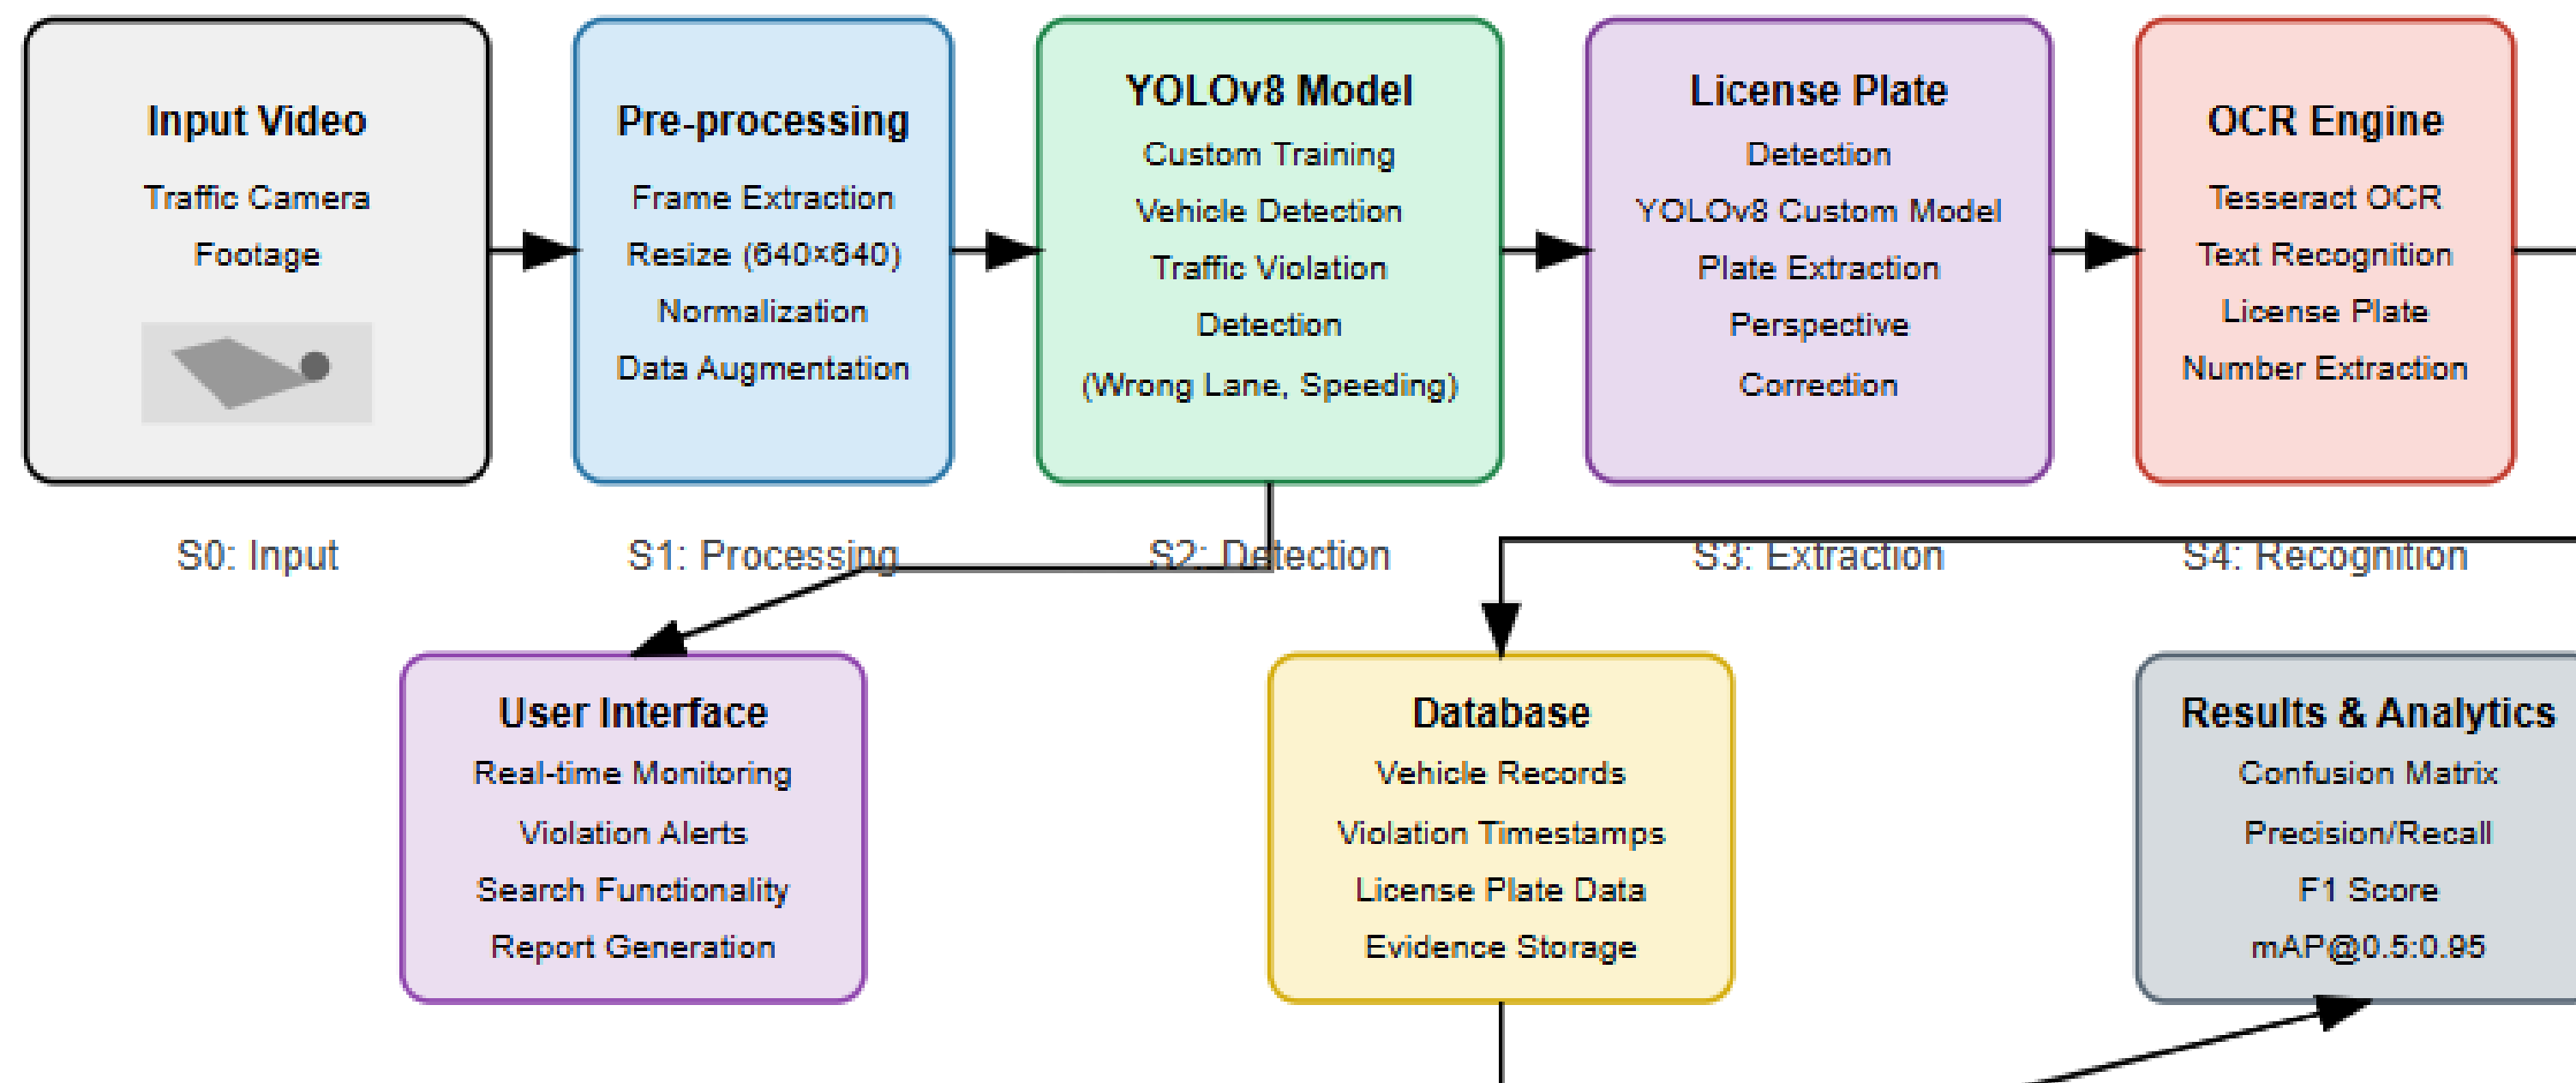 Input Video
Traffic Camera
Footage
Pre-processing
Frame Extraction
Resize (640×640)
Normalization
Data Augmentation
YOLOv8 Model
Custom Training
Vehicle Detection
Traffic Violation
Detection
(Wrong Lane, Speeding)
License Plate
Detection
YOLOv8 Custom Model
Plate Extraction
Perspective
Correction
OCR Engine
Tesseract OCR
Text Recognition
License Plate
Number Extraction
S0: Input
S1: Processing
S2: Detection
S3: Extraction
S4: Recognition
User Interface
Real-time Monitoring
Violation Alerts
Search Functionality
Report Generation
Database
Vehicle Records
Violation Timestamps
License Plate Data
Evidence Storage
Results & Analytics
Confusion Matrix
Precision/Recall
F1 Score
mAP@0.5:0.95